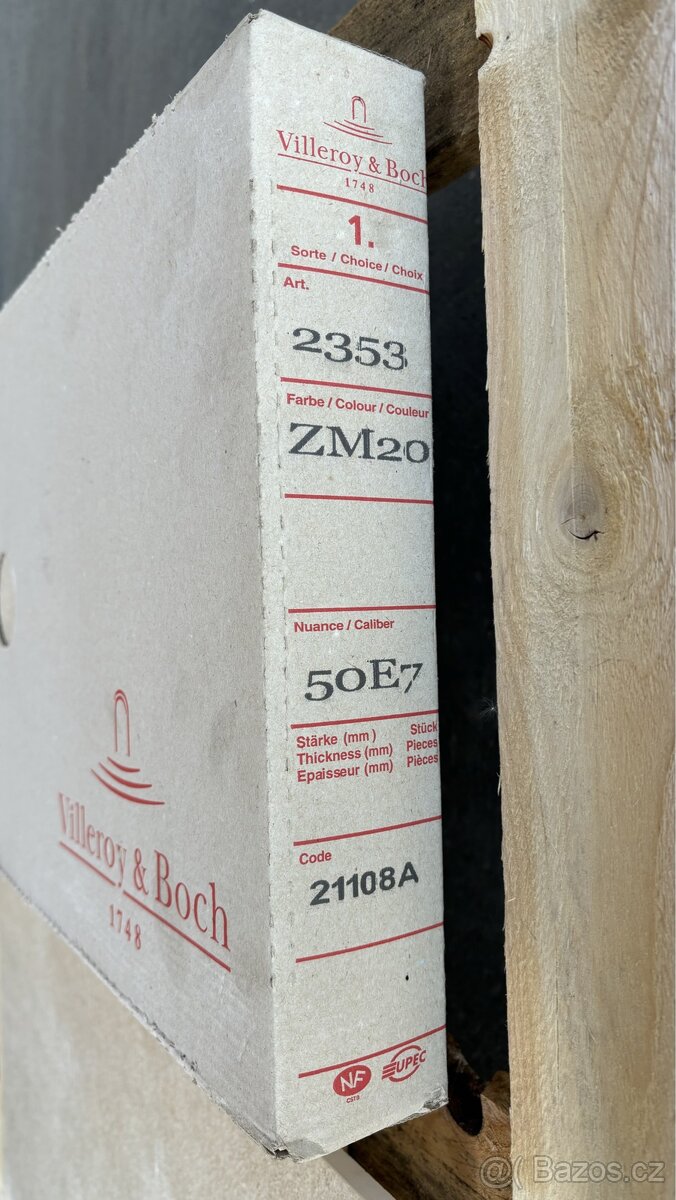 Villeroy & Boch
1748
1.
Sorte / Choice / Choix
Art.
2353
Farbe / Colour / Couleur
ZM20
Nuance / Caliber
50E7
Stärke (mm) Stück
Thickness (mm) Pieces
Epaisseur (mm) Pièces
Code
21108A
NF
CSTB
UPEC
Villeroy & Boch
1748
@( Bazos.cz